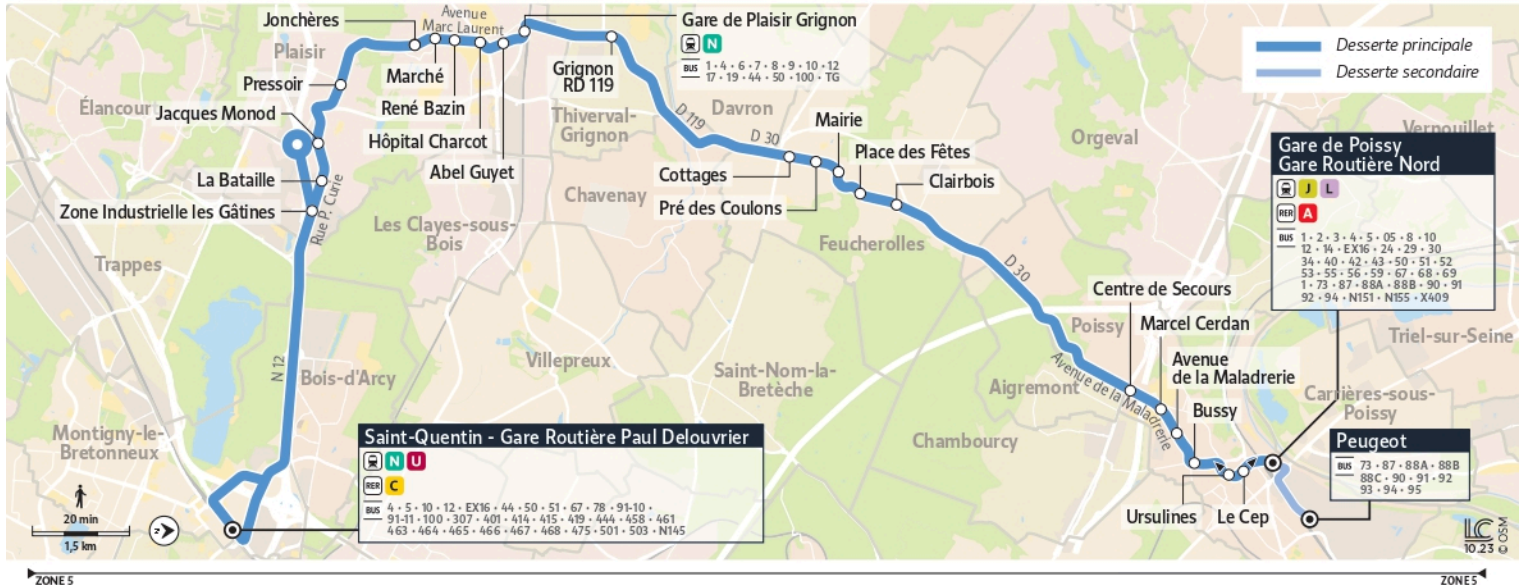 Jonchères
Avenue
Marc Laurent
Gare de Plaisir Grignon
N
BUS 1 • 4 • 6 • 7 • 8 • 9 • 10 • 12
17 • 19 • 44 • 50 • 100 • TG
Desserte principale
Desserte secondaire
Plaisir
Pressoir
Marché
René Bazin
Hôpital Charcot
Abel Guyet
Grignon
RD 119
Thiverval-
Grignon
Élancour
Jacques Monod
La Bataille
Zone Industrielle les Gâtines
Rue P. Curie
Les Clayes-sous-
Bois
Trappes
D 119
Davron
D 30
Mairie
Place des Fêtes
Cottages
Clairbois
Pré des Coulons
Chavenay
Feucherolles
Orgeval
Vernouillet
Gare de Poissy
Gare Routière Nord
J L
RER A
BUS 1 • 2 • 3 • 4 • 5 • 05 • 8 • 10
12 • 14 • EX16 • 24 • 29 • 30
34 • 40 • 42 • 43 • 50 • 51 • 52
53 • 55 • 56 • 59 • 67 • 68 • 69
1 • 73 • 87 • 88A • 88B • 90 • 91
92 • 94 • N151 • N155 • X409
D 30
Centre de Secours
Poissy
Marcel Cerdan
Triel-sur-Seine
Avenue
de la Maladrerie
Avenue de la Maladrerie
Aigremont
Bussy
Carrières-sous-
Poissy
N 12
Bois-d'Arcy
Villepreux
Saint-Nom-la-
Bretèche
Chambourcy
Montigny-le-
Bretonneux
Saint-Quentin - Gare Routière Paul Delouvrier
N U
RER C
BUS 4 • 5 • 10 • 12 • EX16 • 44 • 50 • 51 • 67 • 78 • 91-10 •
91-11 • 100 • 307 • 401 • 414 • 415 • 419 • 444 • 458 • 461
463 • 464 • 465 • 466 • 467 • 468 • 475 • 501 • 503 • N145
Peugeot
BUS 73 • 87 • 88A • 88B
88C • 90 • 91 • 92
93 • 94 • 95
Ursulines
Le Cep
20 min
1,5 km
LC
10.23
© OSM
ZONE 5
ZONE 5